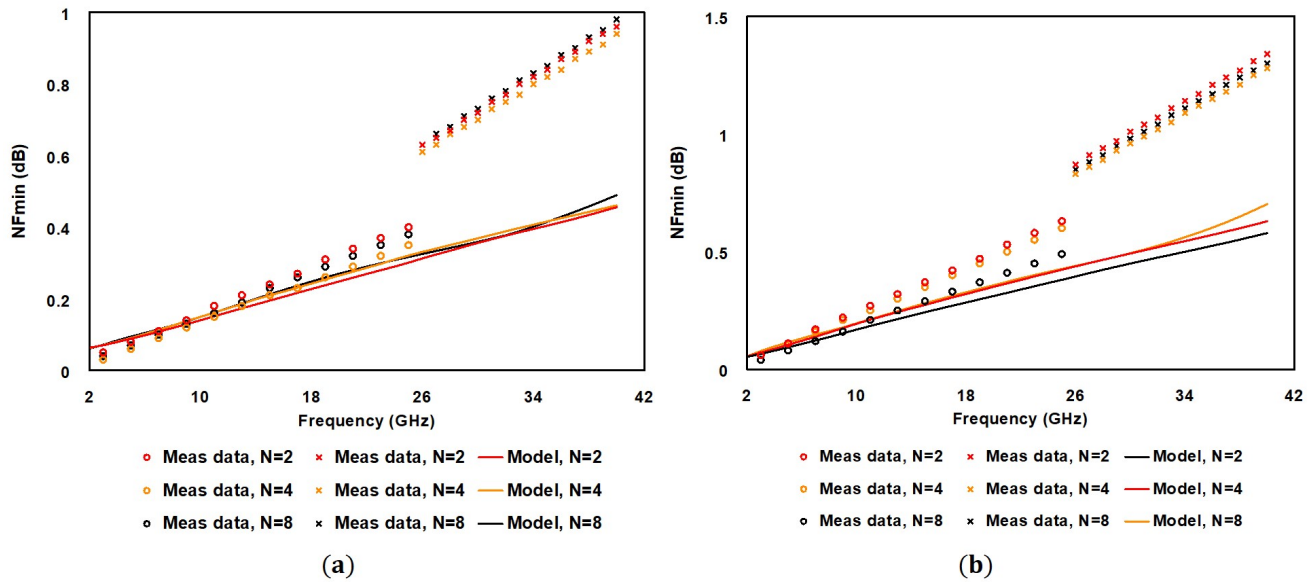 1
0.8
0.6
0.4
0.2
0
NFmin (dB)
2 10 18 26 34 42
Frequency (GHz)
Meas data, N=2 Meas data, N=2 Model, N=2
Meas data, N=4 Meas data, N=4 Model, N=4
Meas data, N=8 Meas data, N=8 Model, N=8
(a)
1.5
1
0.5
0
NFmin (dB)
2 10 18 26 34 42
Frequency (GHz)
Meas data, N=2 Meas data, N=2 Model, N=2
Meas data, N=4 Meas data, N=4 Model, N=4
Meas data, N=8 Meas data, N=8 Model, N=8
(b)